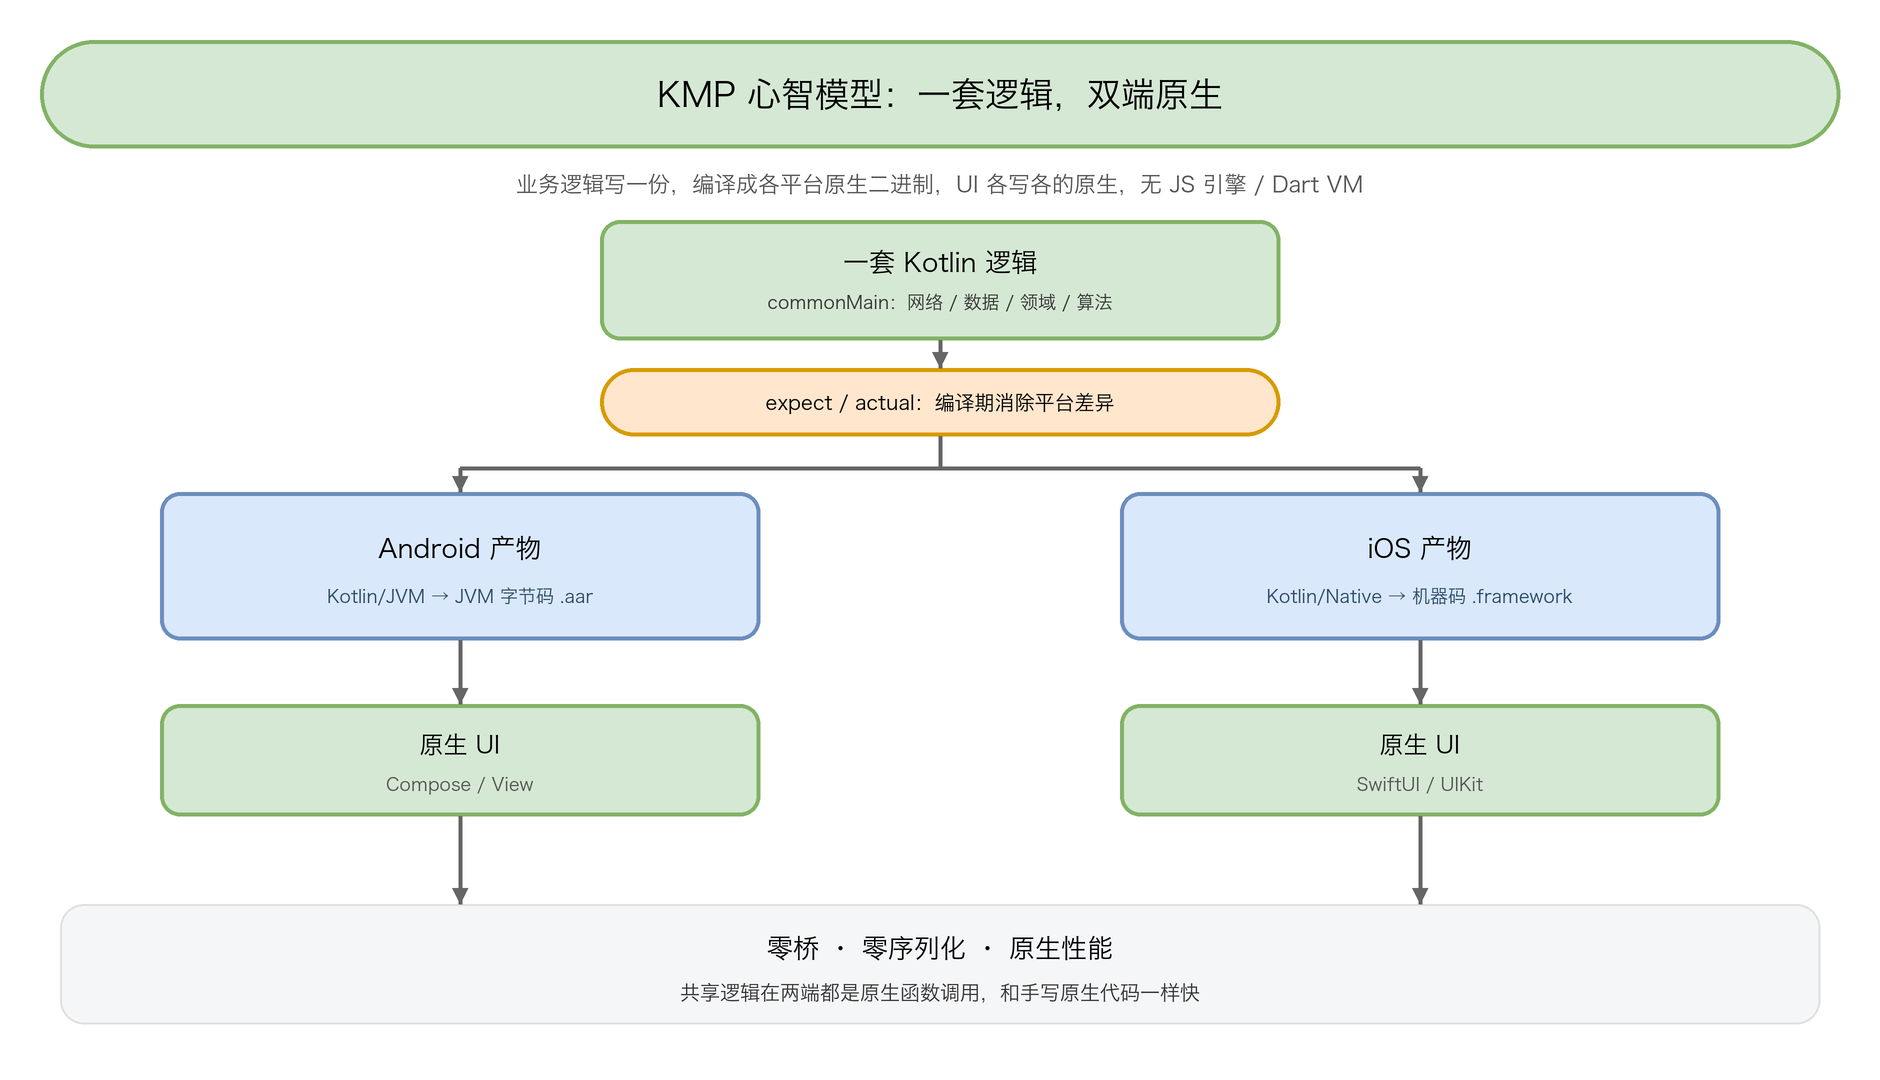 KMP 心智模型：一套逻辑，双端原生
业务逻辑写一份，编译成各平台原生二进制，UI 各写各的原生，无 JS 引擎 / Dart VM
一套 Kotlin 逻辑
commonMain：网络 / 数据 / 领域 / 算法
expect / actual：编译期消除平台差异
Android 产物
Kotlin/JVM → JVM 字节码 .aar
iOS 产物
Kotlin/Native → 机器码 .framework
原生 UI
Compose / View
原生 UI
SwiftUI / UIKit
零桥 · 零序列化 · 原生性能
共享逻辑在两端都是原生函数调用，和手写原生代码一样快